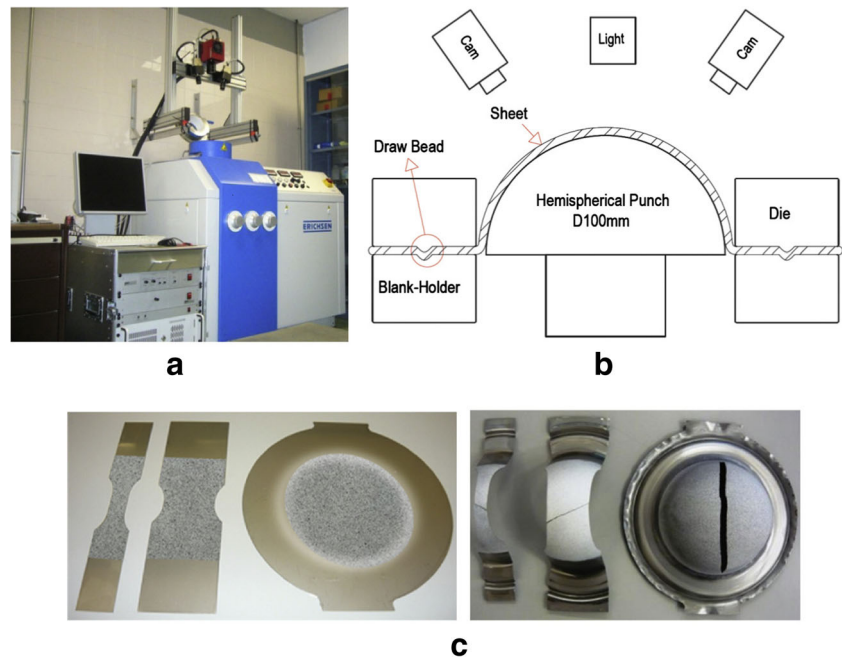 ERICHSEN
a
Cam
Light
Cam
Sheet
Draw Bead
Hemispherical Punch
D100mm
Die
Blank-Holder
b
c